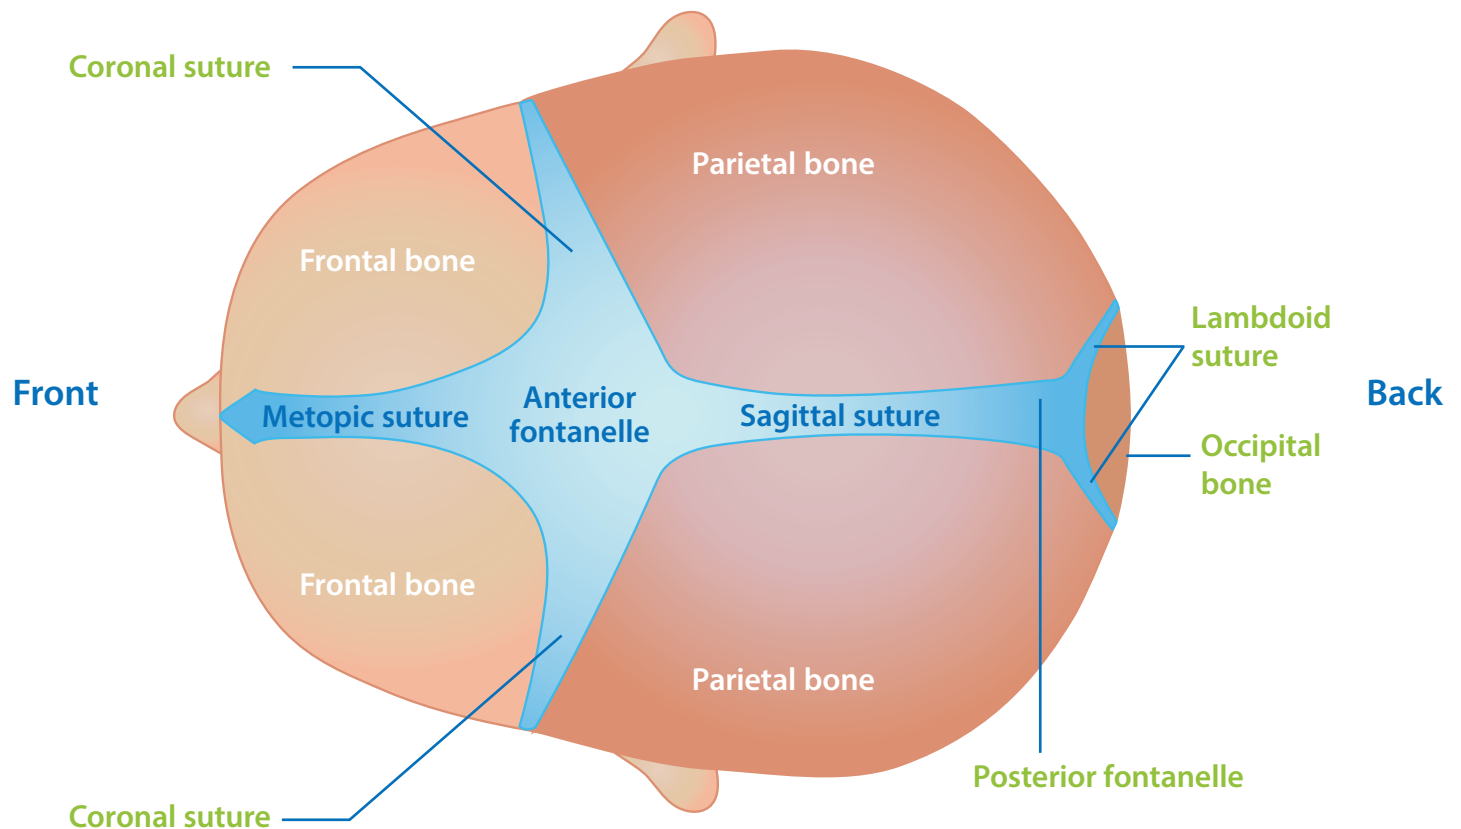 Coronal suture
Parietal bone
Frontal bone
Lambdoid
suture
Front
Back
Anterior
fontanelle
Metopic suture
Sagittal suture
Occipital
bone
Frontal bone
Parietal bone
Posterior fontanelle
Coronal suture